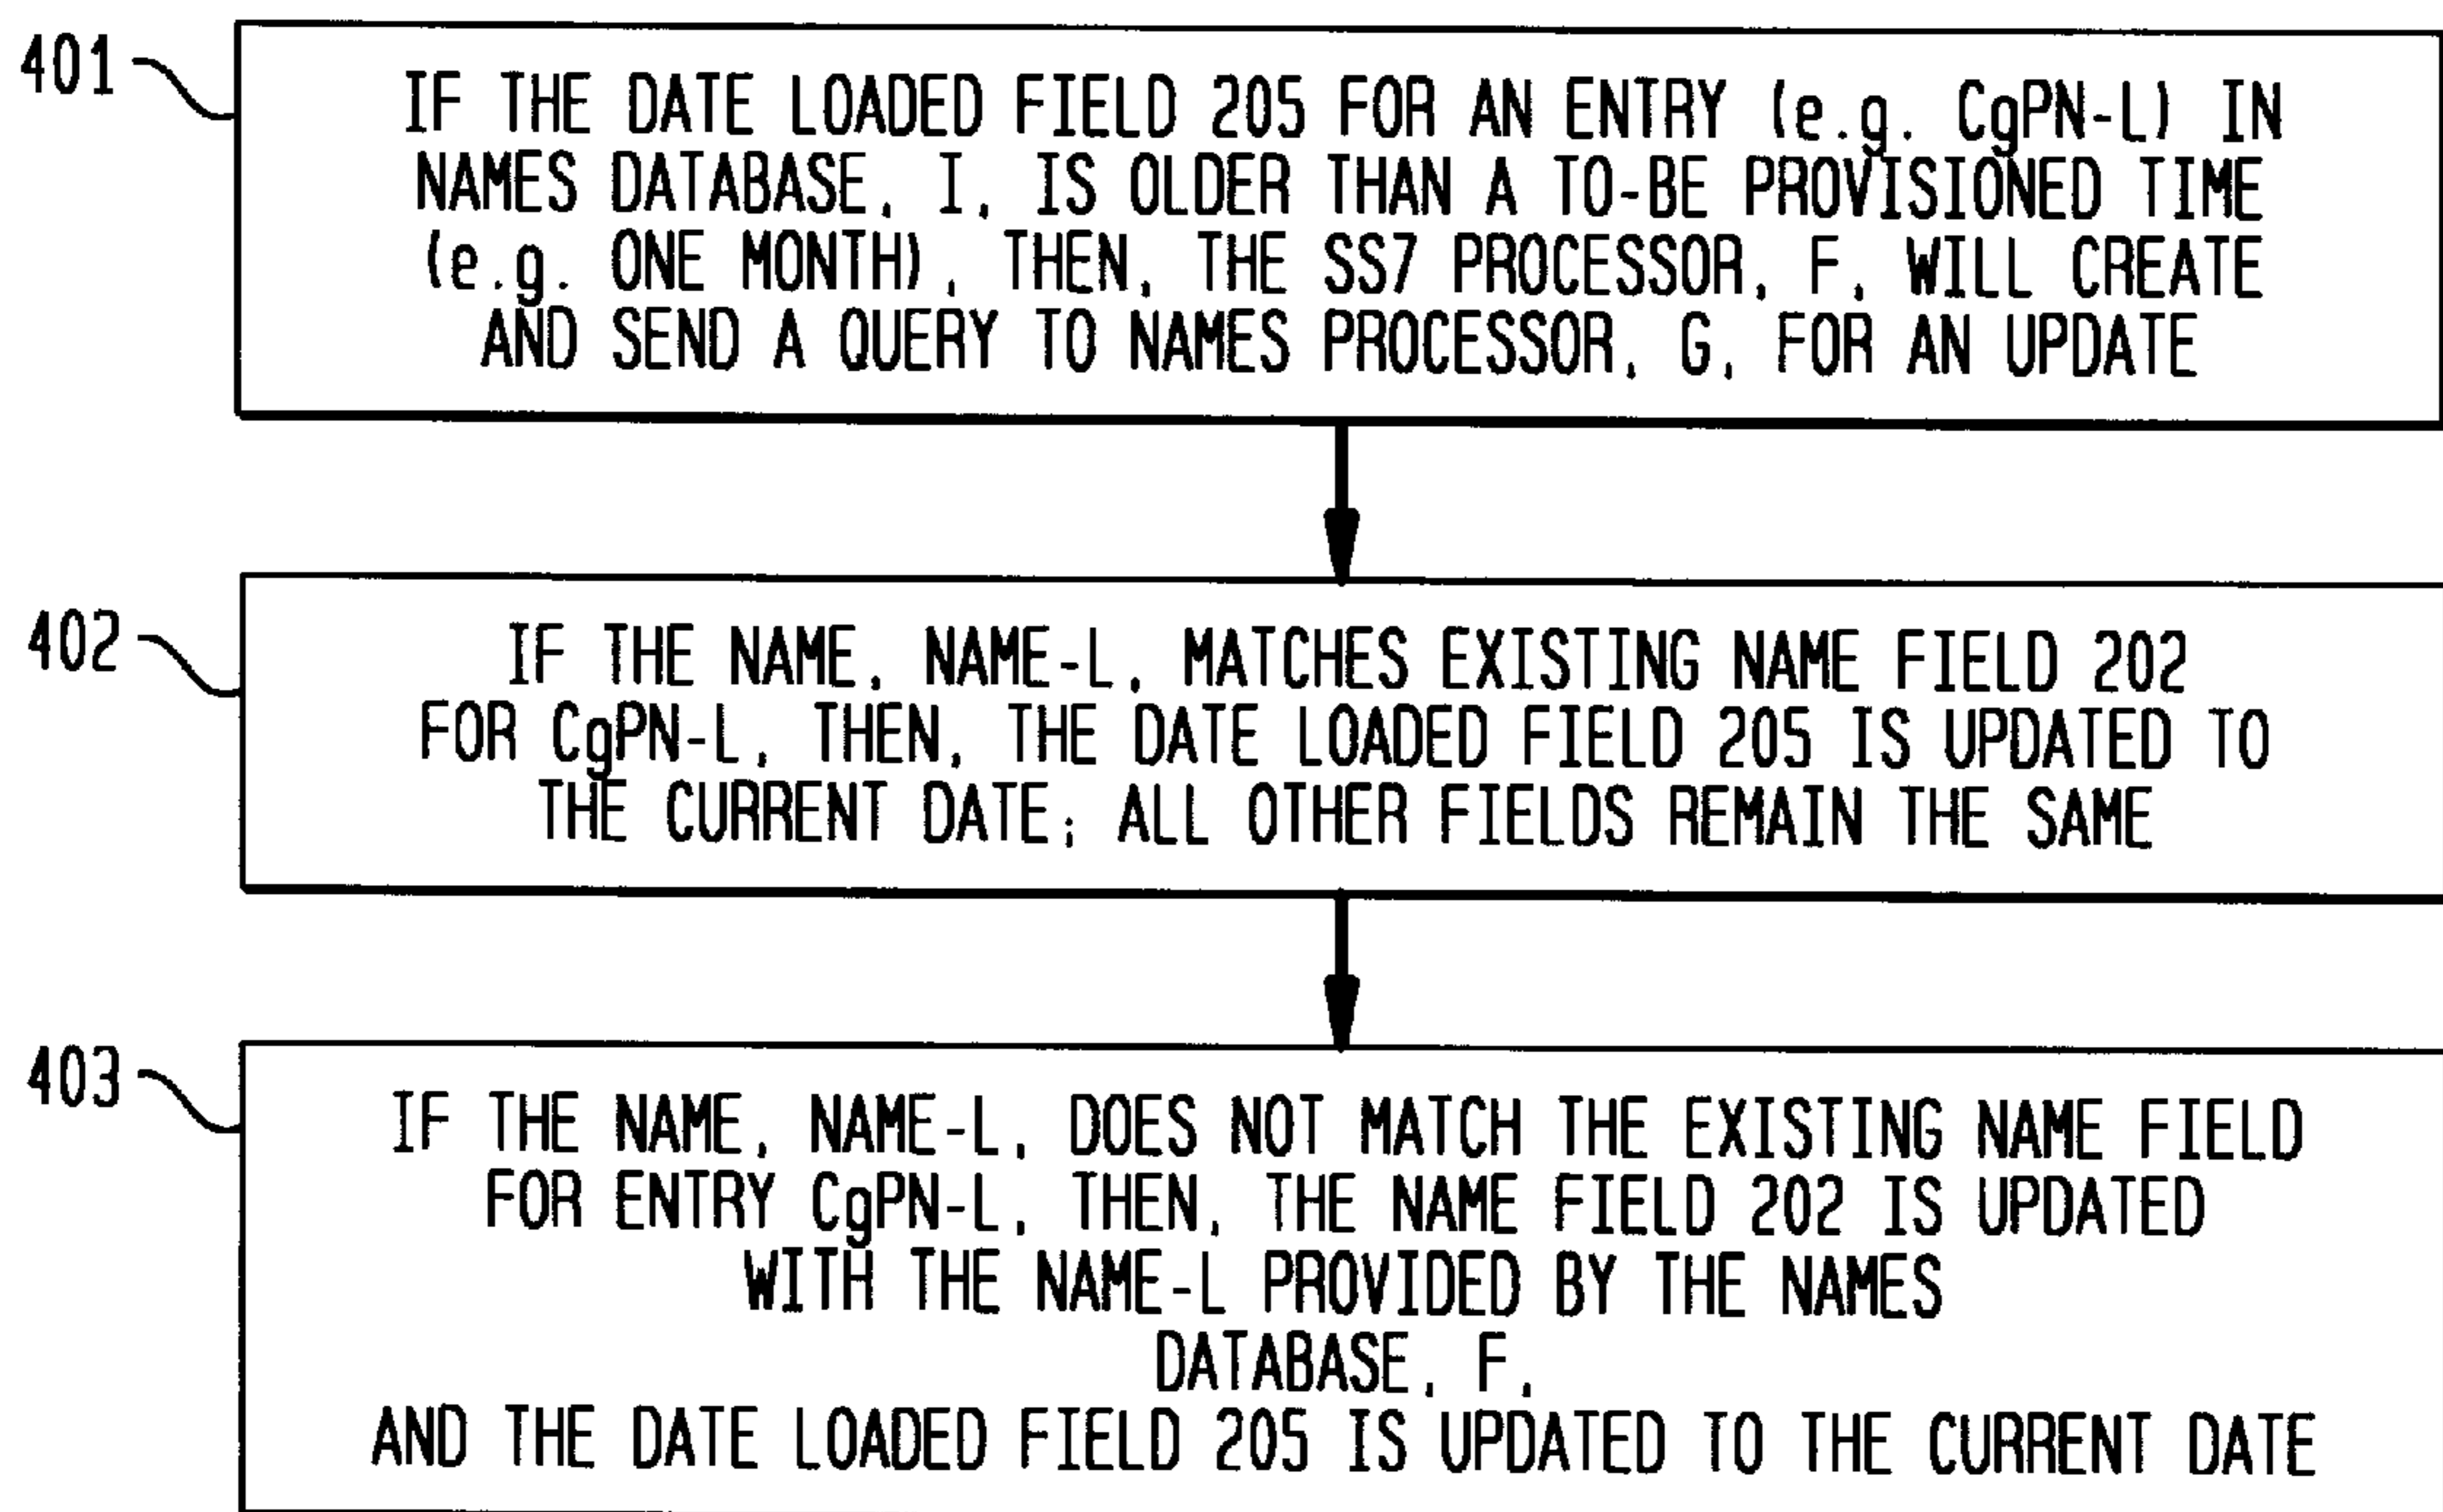 401
IF THE DATE LOADED FIELD 205 FOR AN ENTRY (e.g. CgPN-L) IN
NAMES DATABASE, I, IS OLDER THAN A TO-BE PROVISIONED TIME
(e.g. ONE MONTH), THEN, THE SS7 PROCESSOR, F, WILL CREATE
AND SEND A QUERY TO NAMES PROCESSOR, G, FOR AN UPDATE
402
IF THE NAME, NAME-L, MATCHES EXISTING NAME FIELD 202
FOR CgPN-L, THEN, THE DATE LOADED FIELD 205 IS UPDATED TO
THE CURRENT DATE; ALL OTHER FIELDS REMAIN THE SAME
403
IF THE NAME, NAME-L, DOES NOT MATCH THE EXISTING NAME FIELD
FOR ENTRY CgPN-L, THEN, THE NAME FIELD 202 IS UPDATED
WITH THE NAME-L PROVIDED BY THE NAMES
DATABASE, F,
AND THE DATE LOADED FIELD 205 IS UPDATED TO THE CURRENT DATE